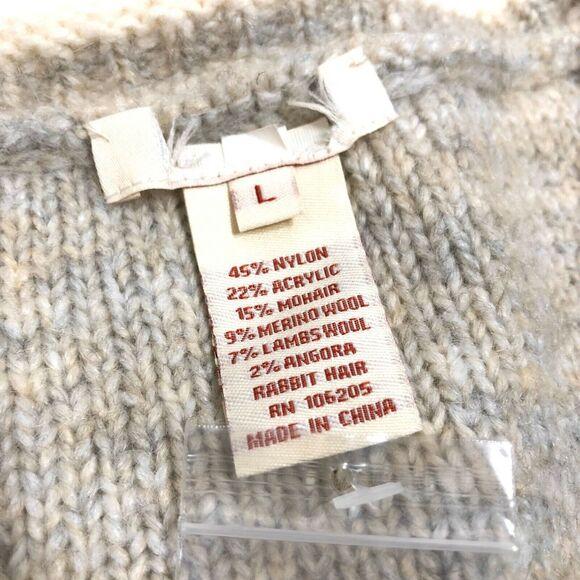 L
45% NYLON
22% ACRYLIC
15% MOHAIR
9% MERINO WOOL
7% LAMBSWOOL
2% ANGORA
RABBIT HAIR
RN 106205
MADE IN CHINA